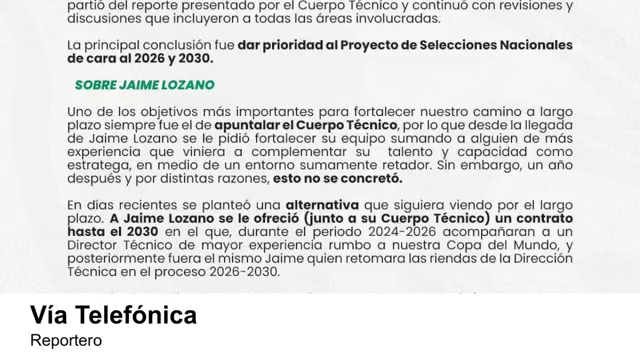 partió del reporte presentado por el Cuerpo Técnico y continuó con revisiones y
discusiones que incluyeron a todas las áreas involucradas.
La principal conclusión fue dar prioridad al Proyecto de Selecciones Nacionales
de cara al 2026 y 2030.
SOBRE JAIME LOZANO
Uno de los objetivos más importantes para fortalecer nuestro camino a largo
plazo siempre fue el de apuntalar el Cuerpo Técnico, por lo que desde la llegada
de Jaime Lozano se le pidió fortalecer su equipo sumando a alguien de más
experiencia que viniera a complementar su talento y capacidad como
estratega, en medio de un entorno sumamente retador. Sin embargo, un año
después y por distintas razones, esto no se concretó.
En días recientes se planteó una alternativa que siguiera viendo por el largo
plazo. A Jaime Lozano se le ofreció (junto a su Cuerpo Técnico) un contrato
hasta el 2030 en el que, durante el periodo 2024-2026 acompañaran a un
Director Técnico de mayor experiencia rumbo a nuestra Copa del Mundo, y
posteriormente fuera el mismo Jaime quien retomara las riendas de la Dirección
Técnica en el proceso 2026-2030.
Vía Telefónica
Reportero